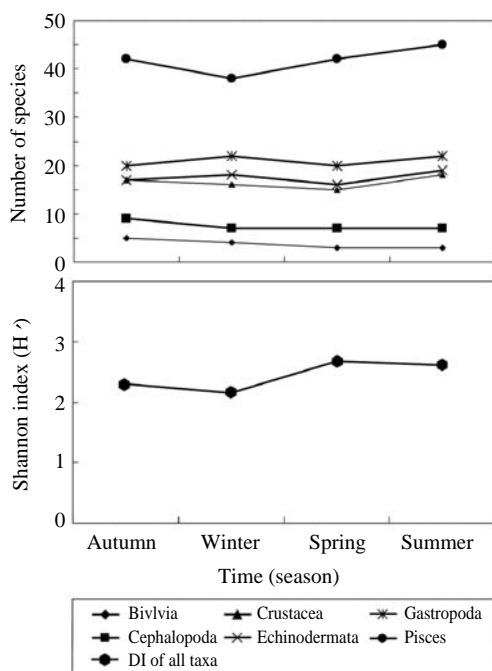 50
40
30
20
10
0
Number of species
4
3
2
1
0
Shannon index (H´)
Autumn Winter Spring Summer
Time (season)
Bivlvia Crustacea Gastropoda
Cephalopoda Echinodermata Pisces
DI of all taxa